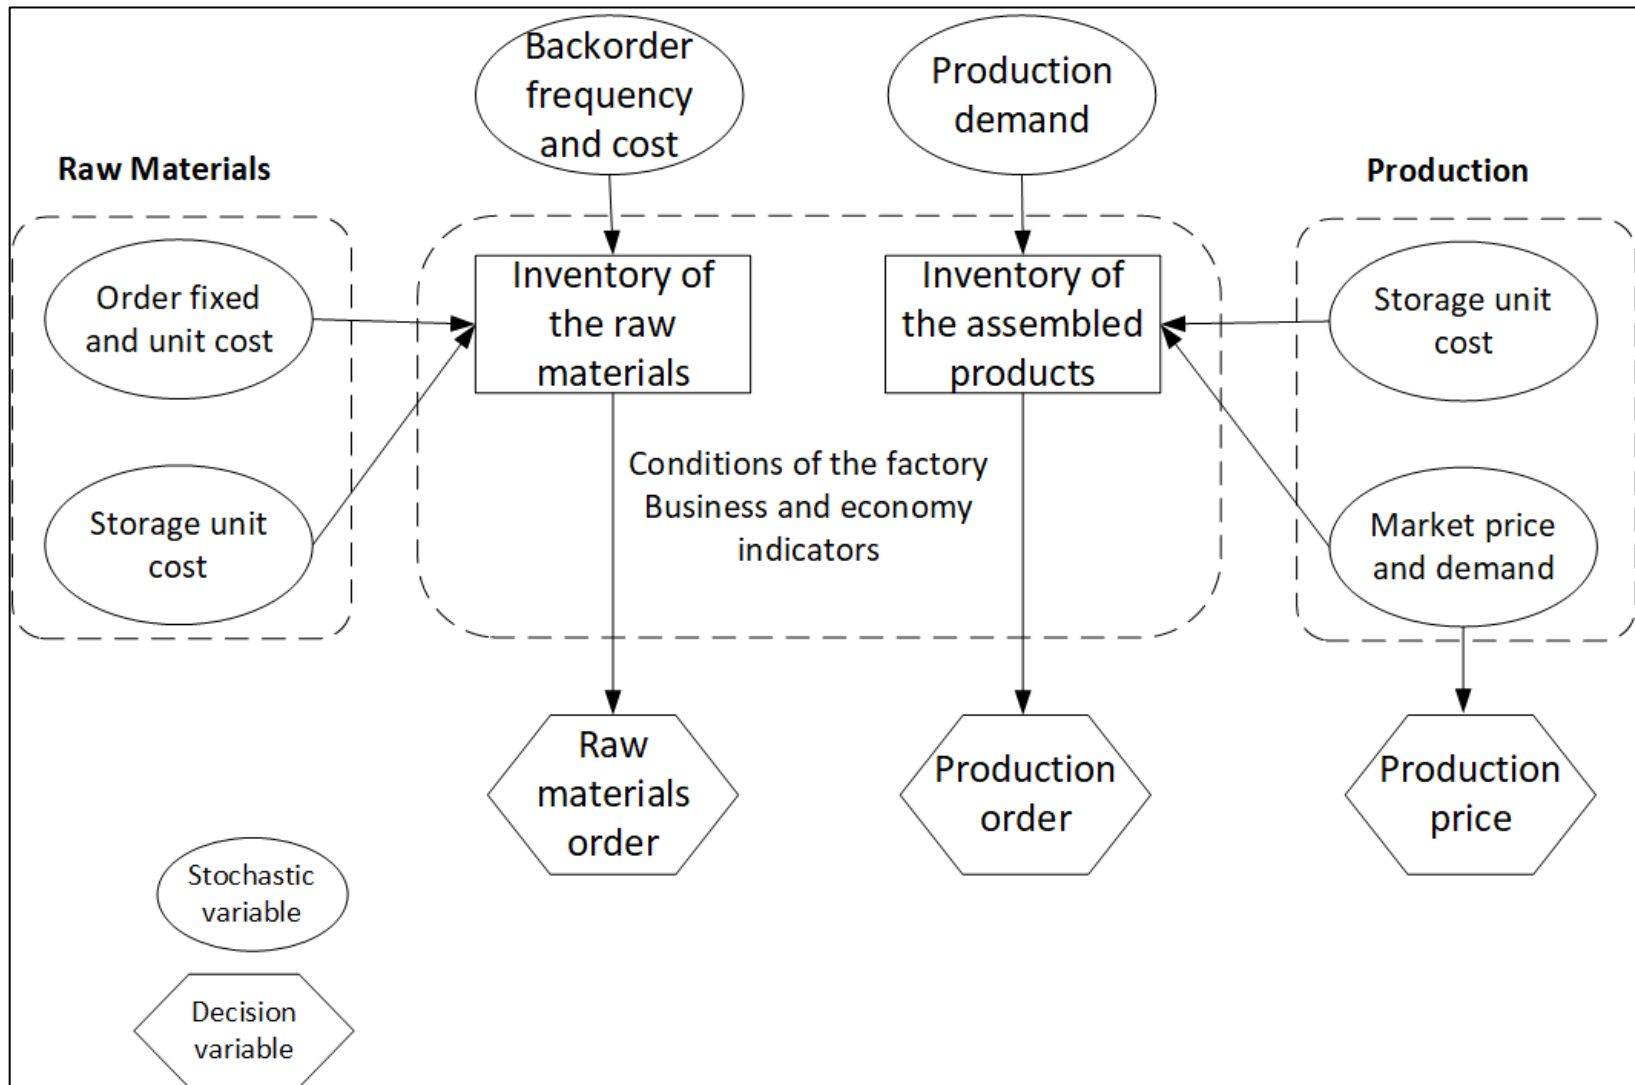 Backorder
frequency
and cost
Production
demand
Raw Materials
Production
Order fixed
and unit cost
Inventory of
the raw
materials
Inventory of
the assembled
products
Storage unit
cost
Storage unit
cost
Conditions of the factory
Business and economy
indicators
Market price
and demand
Raw
materials
order
Production
order
Production
price
Stochastic
variable
Decision
variable